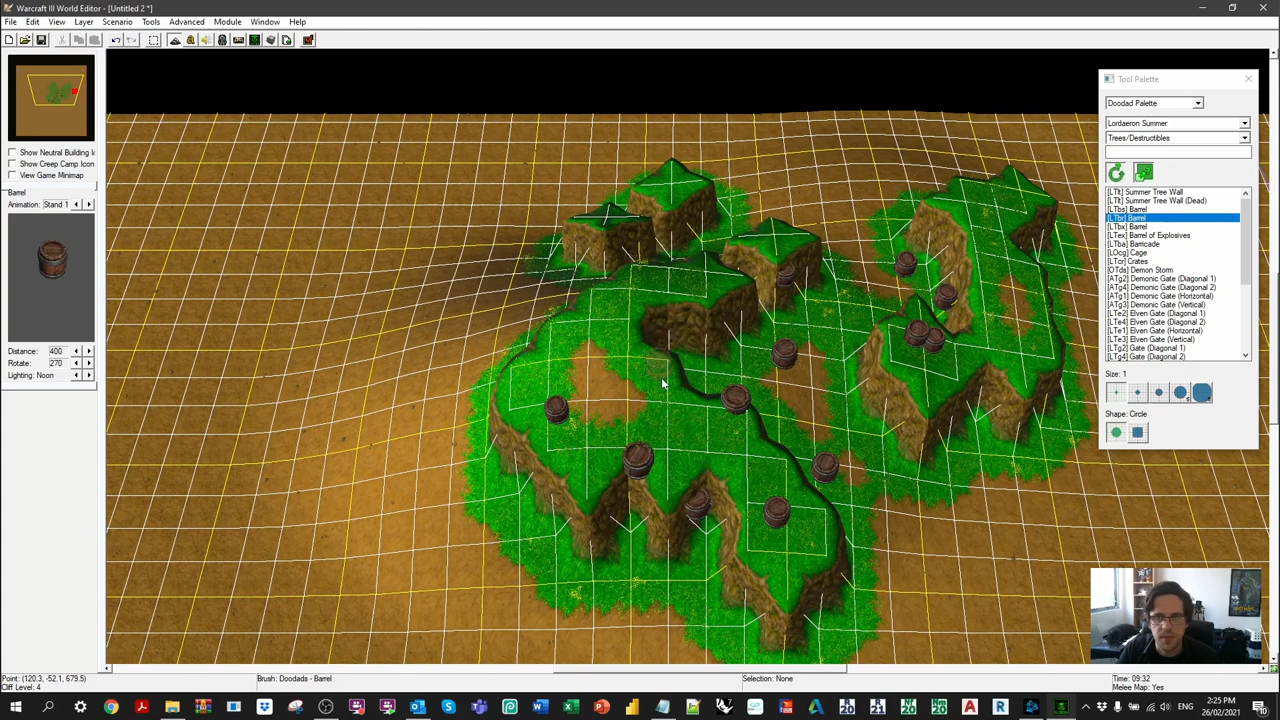 Warcraft III World Editor - [Untitled 2 *]
File Edit View Layer Scenario Tools Advanced Module Window Help
Show Neutral Building Ic
Show Creep Camp Icon
View Game Minimap
Barrel
Animation: Stand 1
Distance: 400
Rotate: 270
Lighting: Noon
Tool Palette
Doodad Palette
Lordaeron Summer
Trees/Destructibles
[LTlt] Summer Tree Wall
[LTlt] Summer Tree Wall (Dead)
[LTbs] Barrel
[LTbr] Barrel
[LTbx] Barrel
[LTex] Barrel of Explosives
[LTba] Barricade
[LOcg] Cage
[LTcr] Crates
[OTds] Demon Storm
[ATg2] Demonic Gate (Diagonal 1)
[ATg4] Demonic Gate (Diagonal 2)
[ATg1] Demonic Gate (Horizontal)
[ATg3] Demonic Gate (Vertical)
[LTe2] Elven Gate (Diagonal 1)
[LTe4] Elven Gate (Diagonal 2)
[LTe1] Elven Gate (Horizontal)
[LTe3] Elven Gate (Vertical)
[LTg2] Gate (Diagonal 1)
[LTg4] Gate (Diagonal 2)
Size: 1
Shape: Circle
Point: (120.3, -52.1, 679.5)
Cliff Level: 4
Brush: Doodads - Barrel
Selection: None
Time: 09:32
Melee Map: Yes
ENG
2:25 PM
26/02/2021